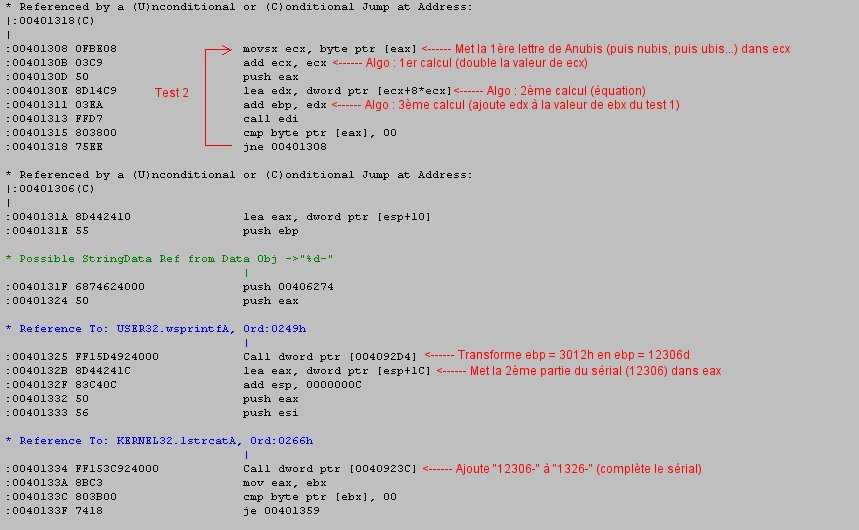 * Referenced by a (U)nconditional or (C)onditional Jump at Address:
|:00401318(C)
|
:00401308 0FBE08 movsx ecx, byte ptr [eax] <------ Met la 1ère lettre de Anubis (puis nubis, puis ubis...) dans ecx
:0040130B 03C9 add ecx, ecx <------ Algo : 1er calcul (double la valeur de ecx)
:0040130D 50 push eax
Test 2
:0040130E 8D14C9 lea edx, dword ptr [ecx+8*ecx]<------ Algo : 2ème calcul (équation)
:00401311 03EA add ebp, edx <------ Algo : 3ème calcul (ajoute edx à la valeur de ebx du test 1)
:00401313 FFD7 call edi
:00401315 803800 cmp byte ptr [eax], 00
:00401318 75EE jne 00401308
* Referenced by a (U)nconditional or (C)onditional Jump at Address:
|:00401306(C)
|
:0040131A 8D442410 lea eax, dword ptr [esp+10]
:0040131E 55 push ebp
* Possible StringData Ref from Data Obj ->"%d-"
|
:0040131F 6874624000 push 00406274
:00401324 50 push eax
* Reference To: USER32.wsprintfA, Ord:0249h
|
:00401325 FF15D4924000 Call dword ptr [004092D4] <------ Transforme ebp = 3012h en ebp = 12306d
:0040132B 8D44241C lea eax, dword ptr [esp+1C] <------ Met la 2ème partie du sérial (12306) dans eax
:0040132F 83C40C add esp, 0000000C
:00401332 50 push eax
:00401333 56 push esi
* Reference To: KERNEL32.lstrcatA, Ord:0266h
|
:00401334 FF153C924000 Call dword ptr [0040923C] <------ Ajoute "12306-" à "1326-" (complète le sérial)
:0040133A 8BC3 mov eax, ebx
:0040133C 803B00 cmp byte ptr [ebx], 00
:0040133F 7418 je 00401359